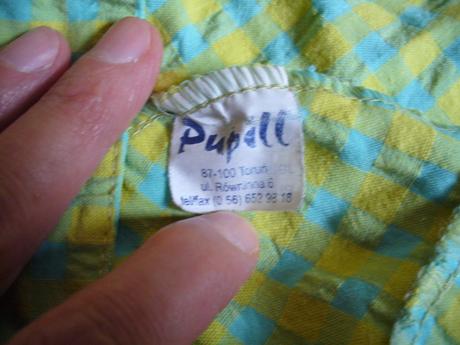 Pupill
87-100 Toruń
ul. Równinna 6
tel/fax (0 56) 652 98 18